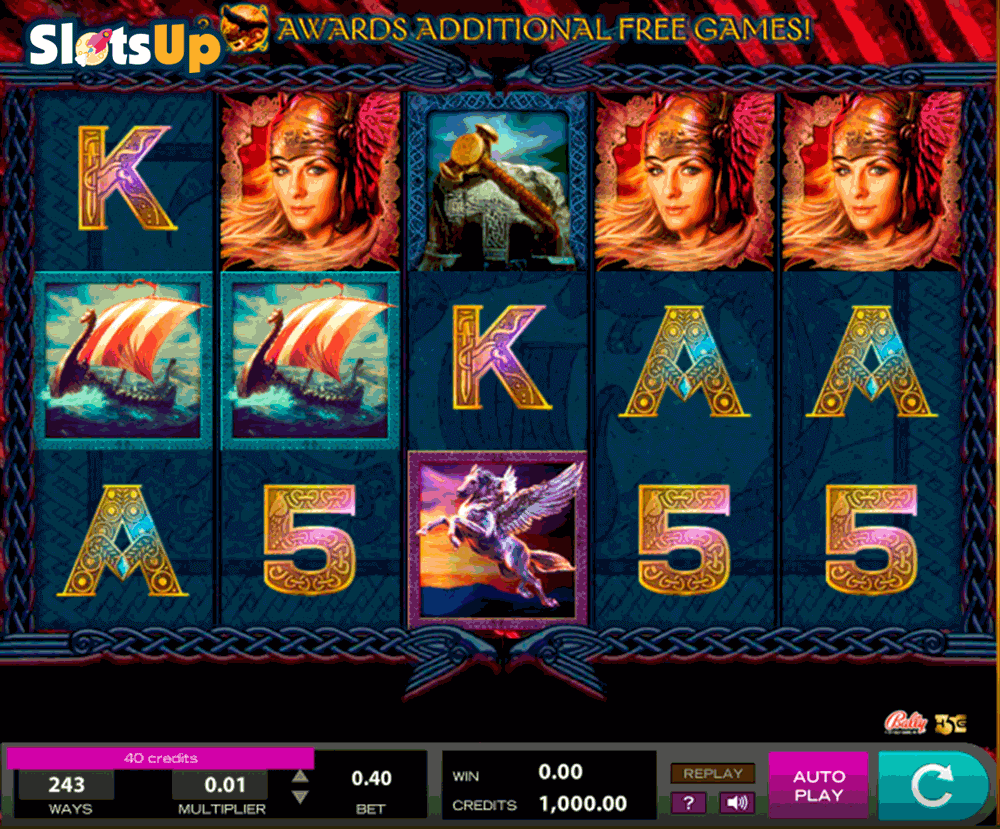 SlotsUp
AWARDS ADDITIONAL FREE GAMES!
K
K A A
A 5 5 5
Bally
40 credits
243 0.01 0.40 WIN 0.00 REPLAY AUTO
WAYS MULTIPLIER BET CREDITS 1,000.00 ? PLAY